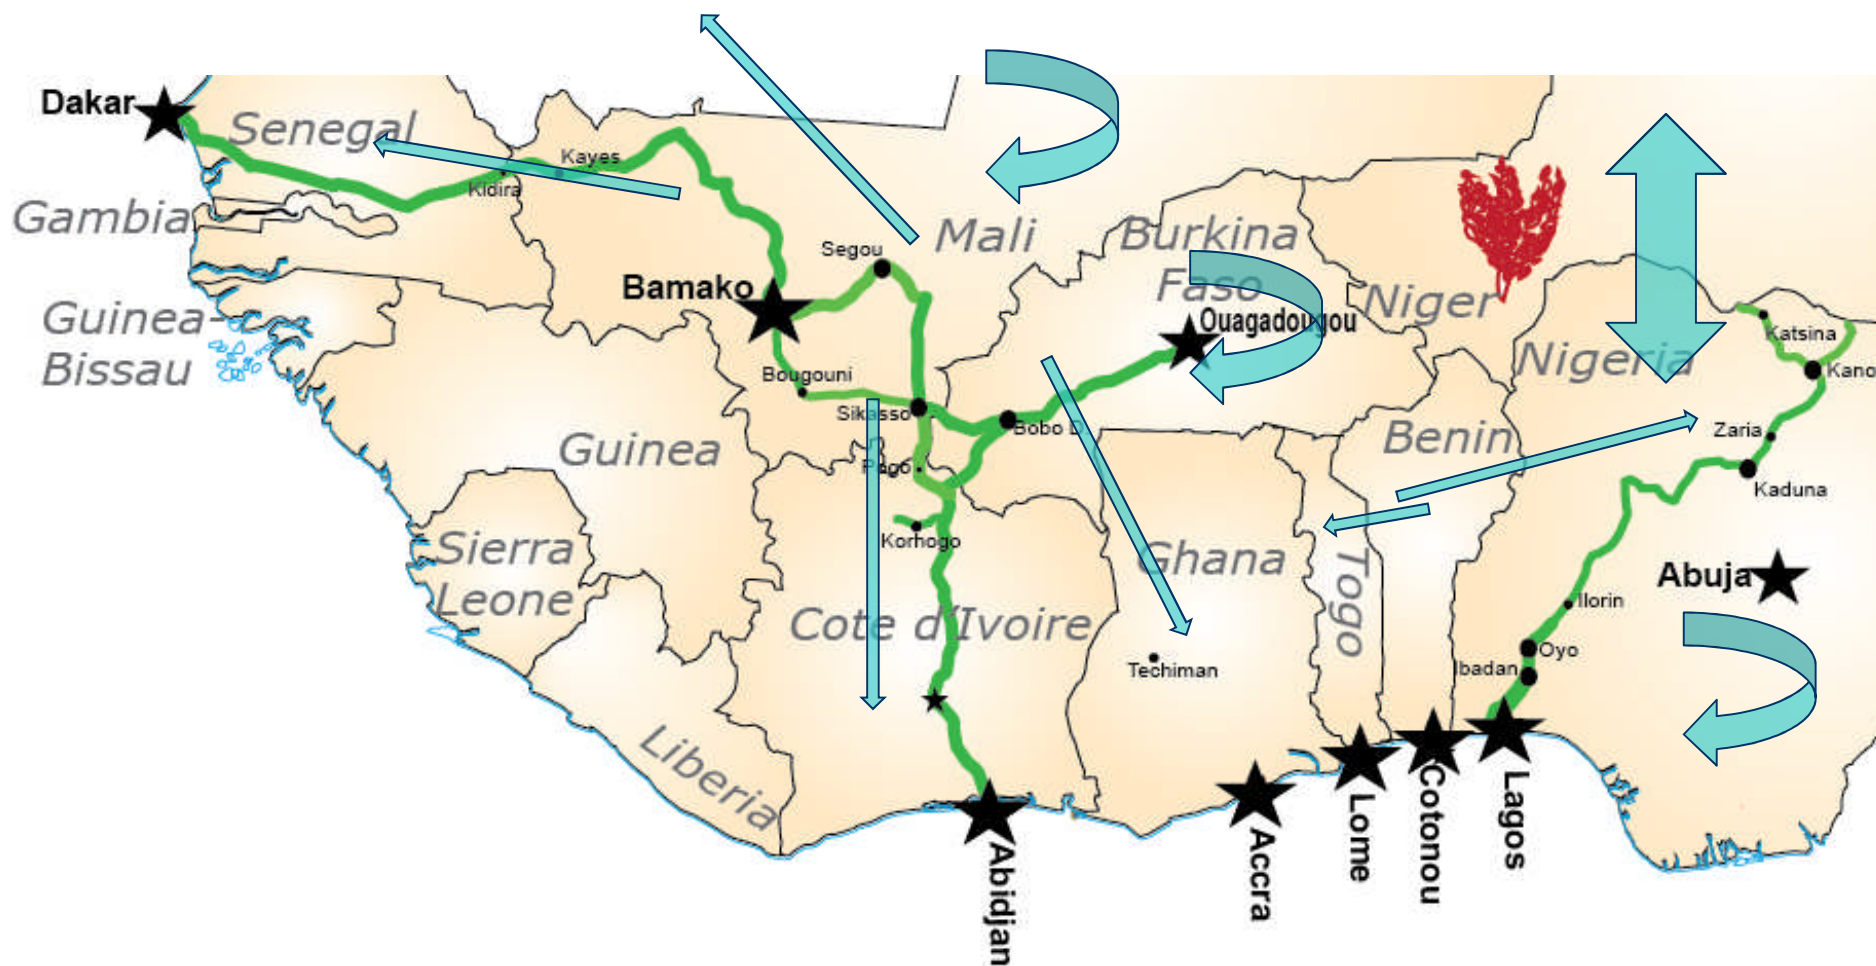 Dakar
Senegal
Kayes
Kidira
Gambia
Mali
Burkina
Faso
Segou
Bamako
Niger
Ouagadougou
Guinea-
Bissau
Katsina
Nigeria
Kano
Bougouni
Sikasso
Bobo D.
Zaria
Benin
Guinea
Pogo
Kaduna
Korhogo
Sierra
Leone
Ghana
Togo
Abuja
Ilorin
Cote d'Ivoire
Oyo
Ibadan
Techiman
Liberia
Abidjan
Accra
Lome
Cotonou
Lagos